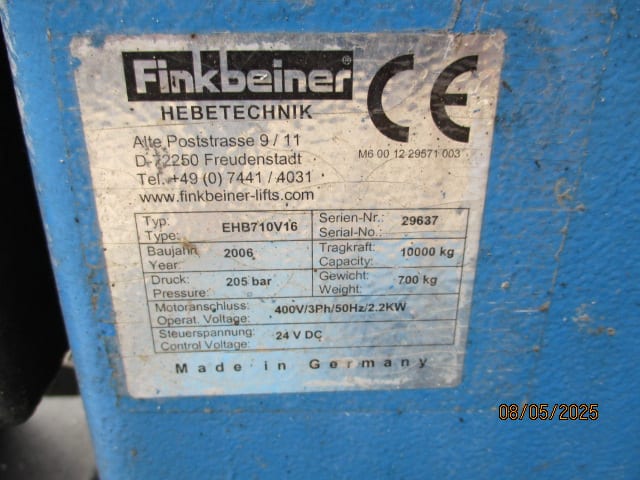 Finkbeiner®
HEBETECHNIK
CE
Alte Poststrasse 9 / 11
D-72250 Freudenstadt
Tel. +49 (0) 7441 / 4031
www.finkbeiner-lifts.com
M6 00 12 29571 003
Typ:
Type:
EHB710V16
Serien-Nr.:
Serial-No.:
29637
Baujahr:
Year:
2006
Tragkraft:
Capacity:
10000 kg
Druck:
Pressure:
205 bar
Gewicht:
Weight:
700 kg
Motoranschluss:
Operat. Voltage:
400V/3Ph/50Hz/2.2KW
Steuerspannung:
Control Voltage:
24 V DC
Made in Germany
08/05/2025